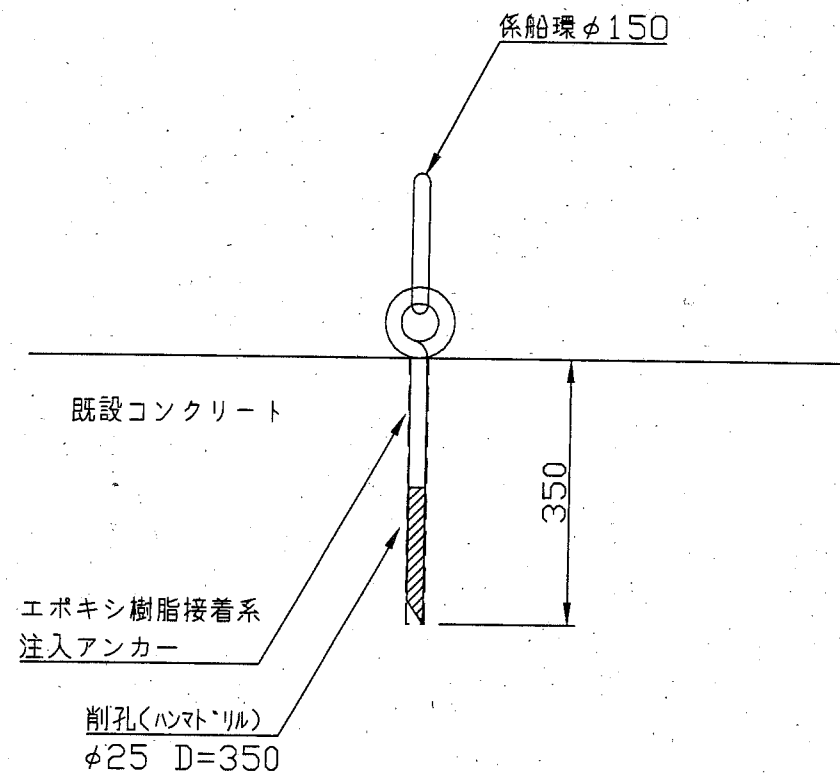 係船環φ150
既設コンクリート
350
エポキシ樹脂接着系
注入アンカー
削孔(ハンマドリル)
φ25 D=350